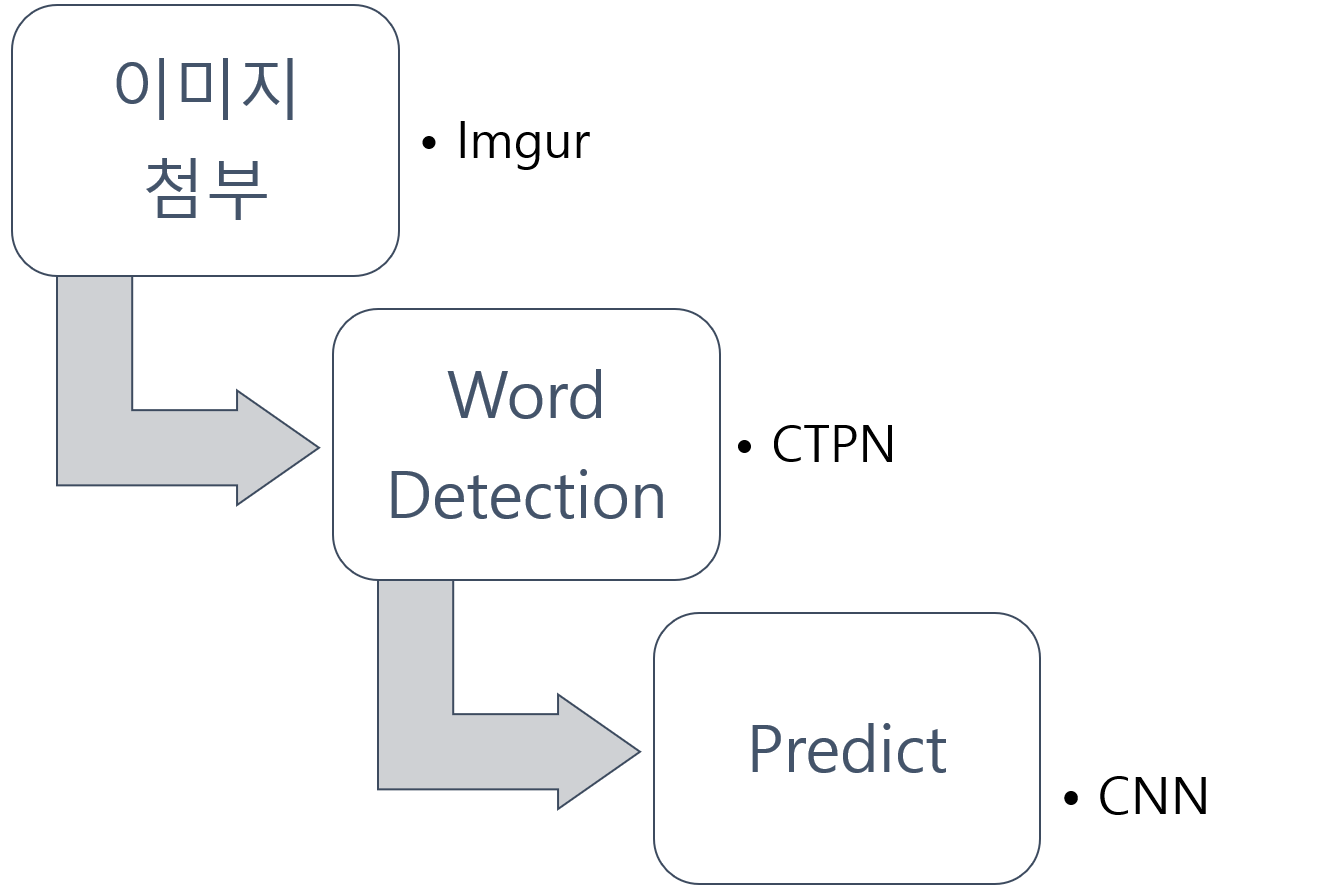 이미지
첨부
• Imgur
Word
Detection
• CTPN
Predict
• CNN